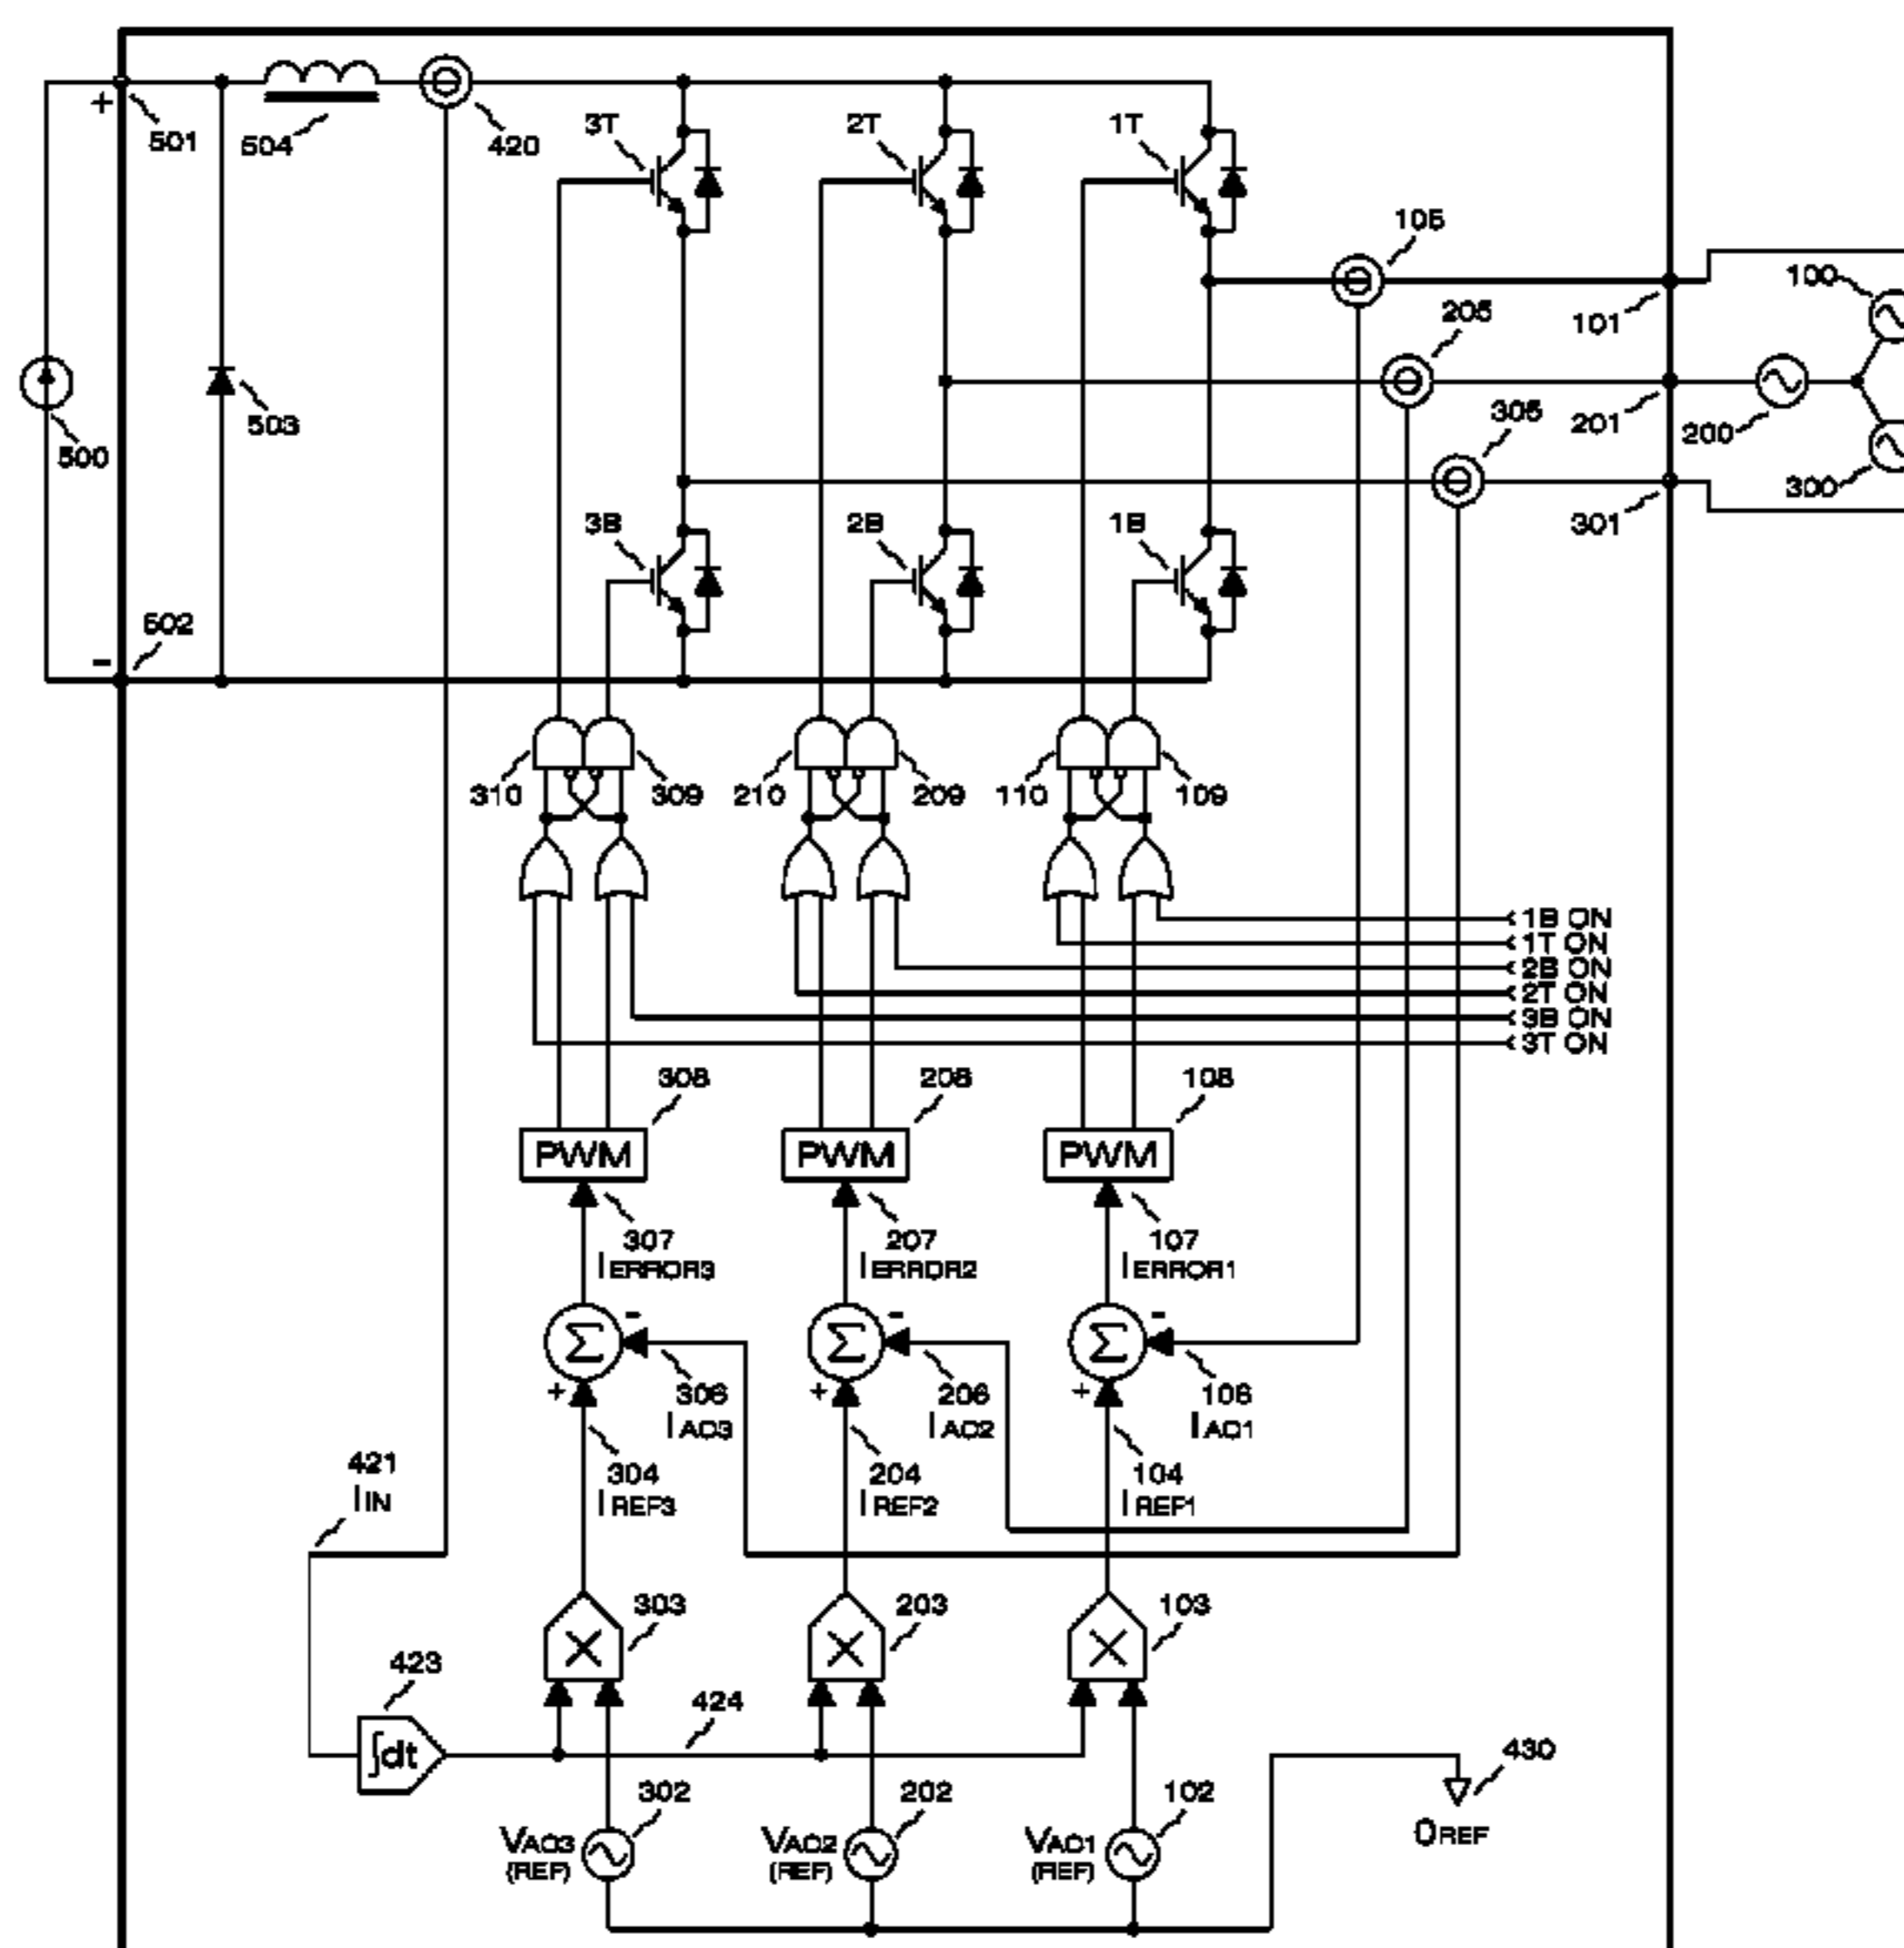 +
501
504
420
3T
2T
1T
105
100
101
205
503
500
201
200
305
300
301
3B
2B
1B
502
-
310
309
210
209
110
109
1B ON
1T ON
2B ON
2T ON
3B ON
3T ON
308
208
108
PWM
PWM
PWM
307
IERROR3
207
IERROR2
107
IERROR1
-
-
-
Σ
Σ
Σ
+
306
IAC3
+
206
IAC2
+
106
IAC1
421
IIN
304
IREF3
204
IREF2
104
IREF1
303
203
103
×
×
×
423
424
∫dt
430
302
202
102
0REF
VAC3
(REF)
VAC2
(REF)
VAC1
(REF)